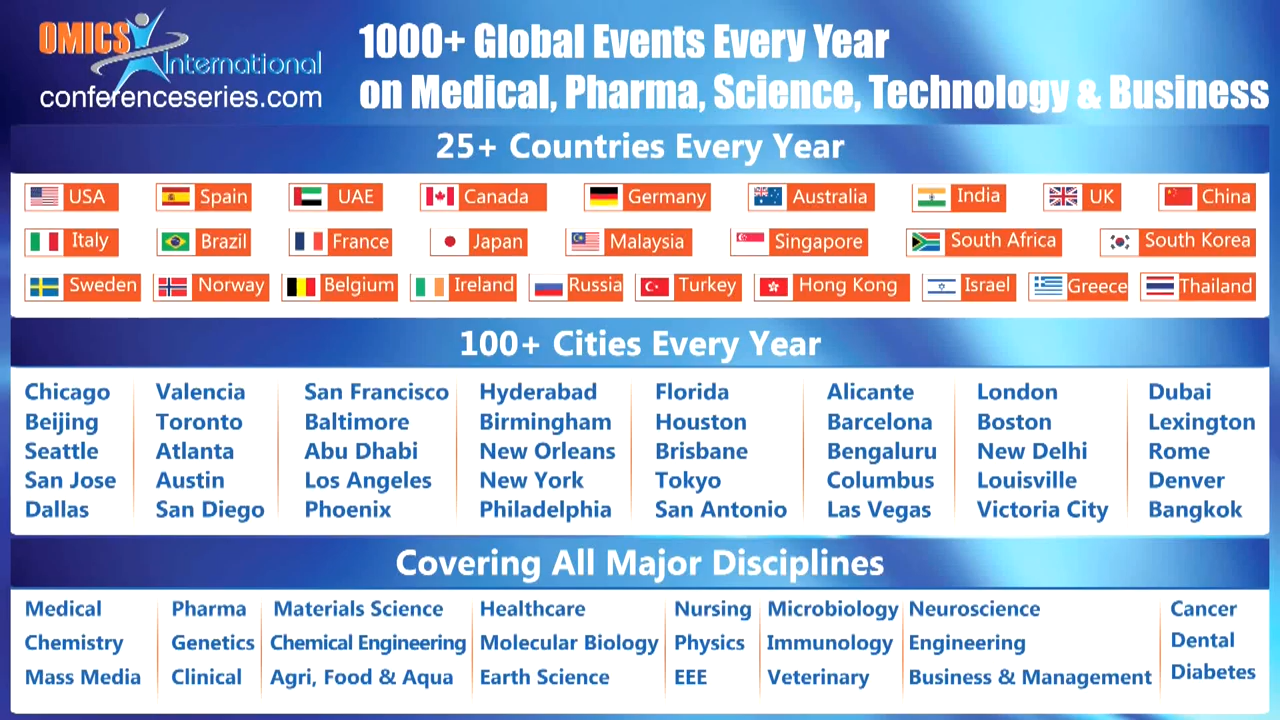 OMICS International
conferenceseries.com
1000+ Global Events Every Year
on Medical, Pharma, Science, Technology & Business
25+ Countries Every Year
USA Spain UAE Canada Germany Australia India UK China
Italy Brazil France Japan Malaysia Singapore South Africa South Korea
Sweden Norway Belgium Ireland Russia Turkey Hong Kong Israel Greece Thailand
100+ Cities Every Year
Chicago Valencia San Francisco Hyderabad Florida Alicante London Dubai
Beijing Toronto Baltimore Birmingham Houston Barcelona Boston Lexington
Seattle Atlanta Abu Dhabi New Orleans Brisbane Bengaluru New Delhi Rome
San Jose Austin Los Angeles New York Tokyo Columbus Louisville Denver
Dallas San Diego Phoenix Philadelphia San Antonio Las Vegas Victoria City Bangkok
Covering All Major Disciplines
Medical Pharma Materials Science Healthcare Nursing Microbiology Neuroscience Cancer
Chemistry Genetics Chemical Engineering Molecular Biology Physics Immunology Engineering Dental
Mass Media Clinical Agri, Food & Aqua Earth Science EEE Veterinary Business & Management Diabetes